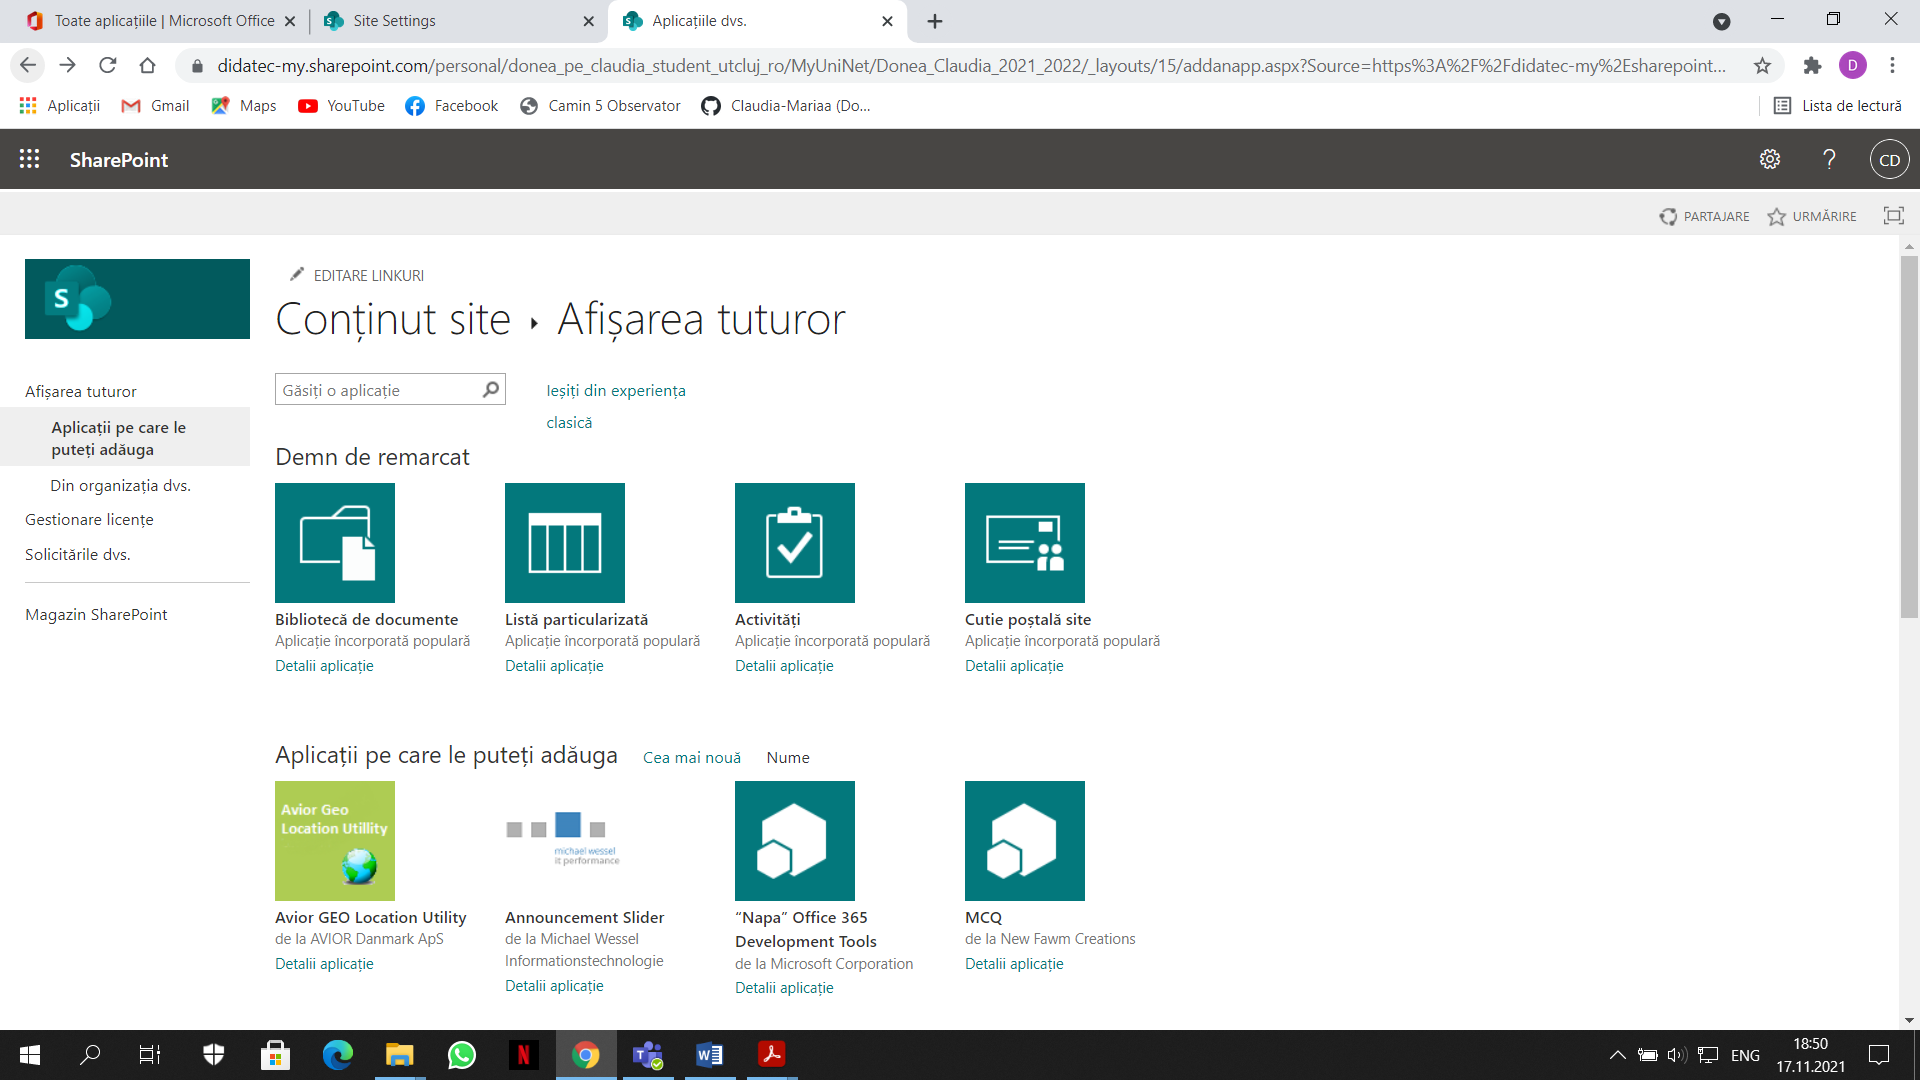 Toate aplicațiile | Microsoft Office
Site Settings
Aplicațiile dvs.
didatec-my.sharepoint.com/personal/donea_pe_claudia_student_utcluj_ro/MyUniNet/Donea_Claudia_2021_2022/_layouts/15/addanapp.aspx?Source=https%3A%2F%2Fdidatec-my%2Esharepoint...
D
Aplicații
Gmail
Maps
YouTube
Facebook
Camin 5 Observator
Claudia-Mariaa (Do...
Lista de lectură
SharePoint
?
CD
PARTAJARE
URMĂRIRE
S
EDITARE LINKURI
Conținut site ▸ Afișarea tuturor
Găsiți o aplicație
Ieșiți din experiența
clasică
Afișarea tuturor
Aplicații pe care le
puteți adăuga
Din organizația dvs.
Gestionare licențe
Solicitările dvs.
Magazin SharePoint
Demn de remarcat
Bibliotecă de documente
Aplicație încorporată populară
Detalii aplicație
Listă particularizată
Aplicație încorporată populară
Detalii aplicație
Activități
Aplicație încorporată populară
Detalii aplicație
Cutie poștală site
Aplicație încorporată populară
Detalii aplicație
Aplicații pe care le puteți adăuga
Cea mai nouă
Nume
Avior Geo
Location Utillity
Avior GEO Location Utility
de la AVIOR Danmark ApS
Detalii aplicație
michael wessel
it performance
Announcement Slider
de la Michael Wessel
Informationstechnologie
Detalii aplicație
“Napa” Office 365
Development Tools
de la Microsoft Corporation
Detalii aplicație
MCQ
de la New Fawm Creations
Detalii aplicație
N
ENG
18:50
17.11.2021